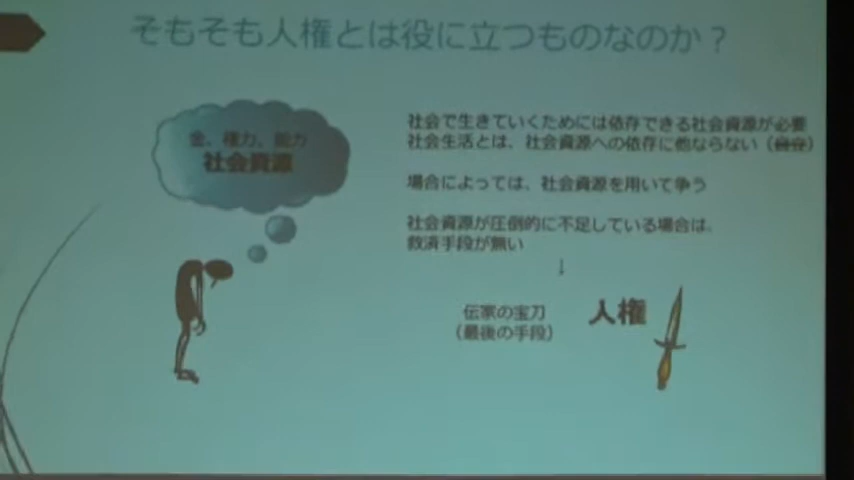 そもそも人権とは役に立つものなのか？
金、権力、能力
社会資源
社会で生きていくためには依存できる社会資源が必要
社会生活とは、社会資源への依存に他ならない（）
場合によっては、社会資源を用いて争う
社会資源が圧倒的に不足している場合は、
救済手段が無い
↓
伝家の宝刀
（最後の手段）
人権